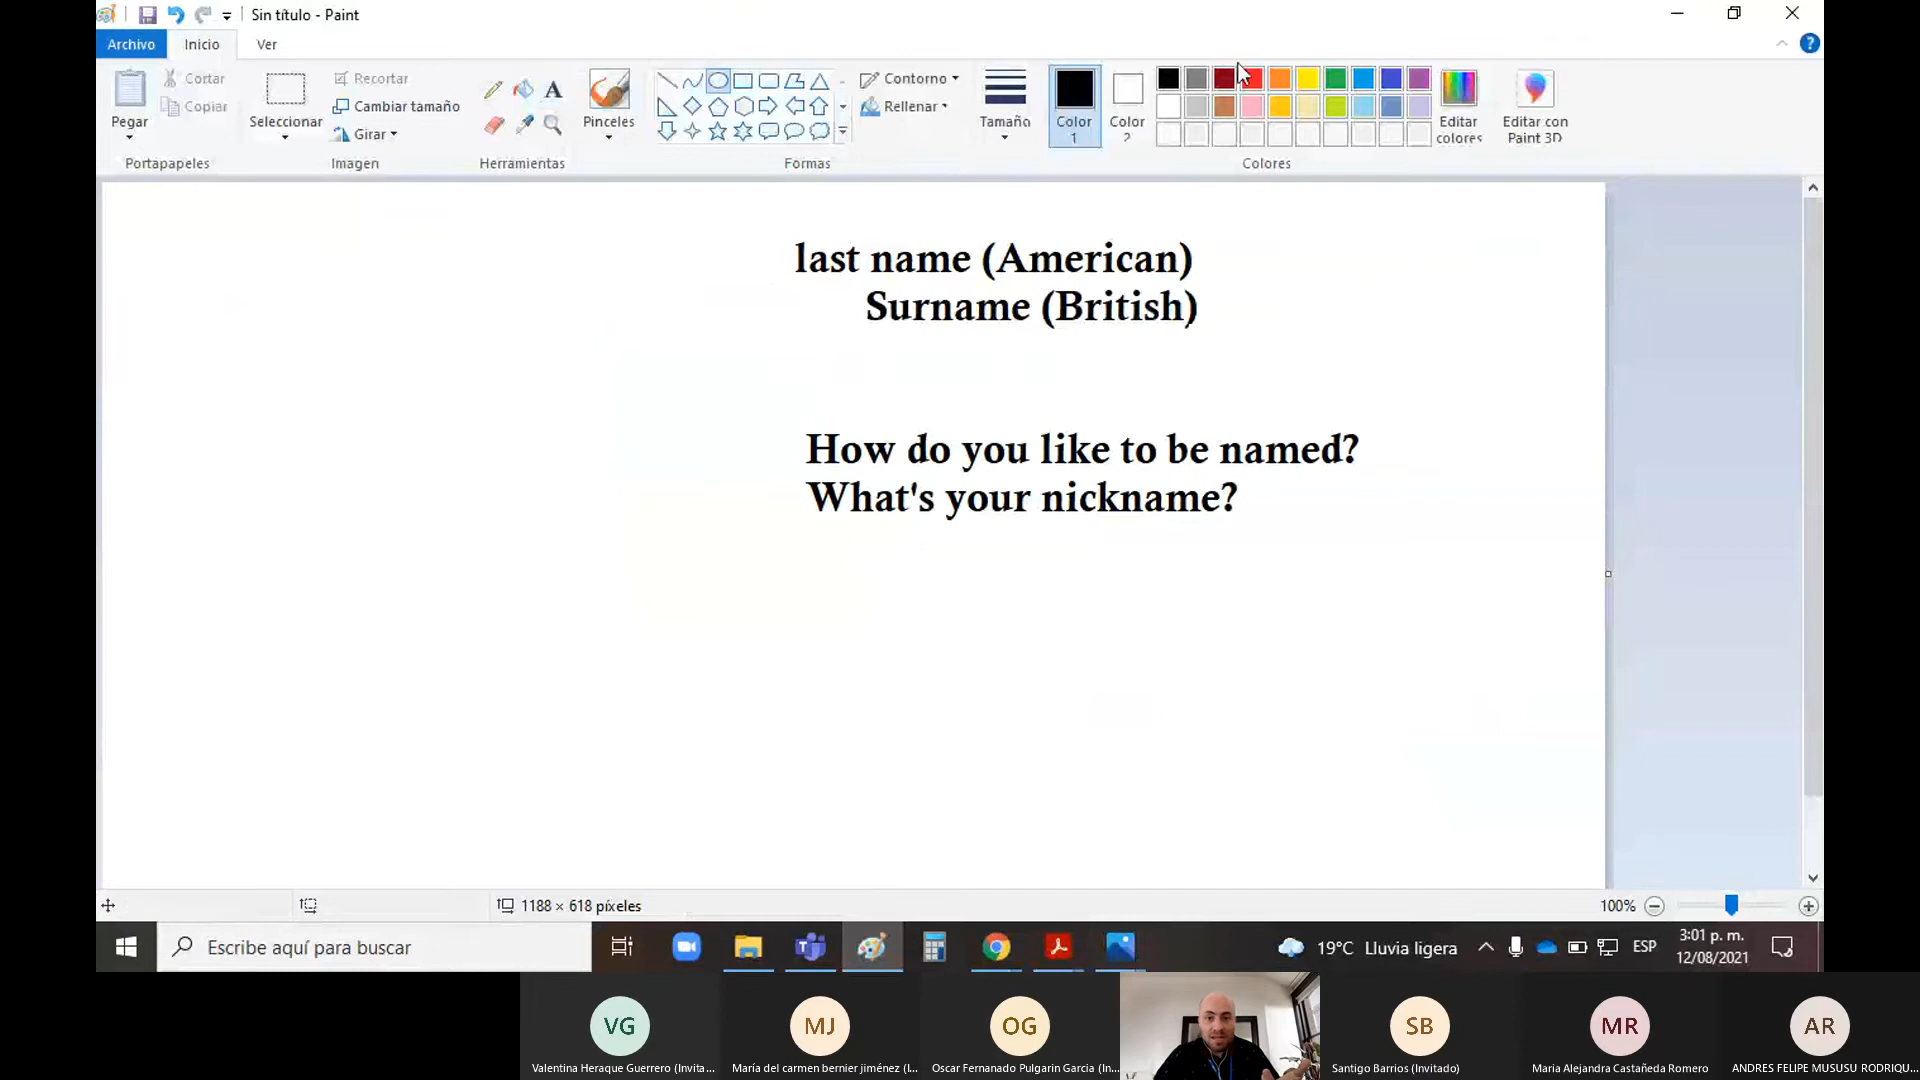 Sin título - Paint
Archivo Inicio Ver
Pegar
Cortar
Copiar
Portapapeles
Seleccionar
Recortar
Cambiar tamaño
Girar
Imagen
A
Herramientas
Pinceles
Formas
Contorno
Rellenar
Tamaño
Color 1
Color 2
Colores
Editar colores
Editar con Paint 3D
last name (American)
Surname (British)
How do you like to be named?
What's your nickname?
1188 × 618 píxeles
100%
Escribe aquí para buscar
19°C Lluvia ligera
ESP
3:01 p. m.
12/08/2021
VG
MJ
OG
SB
MR
AR
Valentina Heraque Guerrero (Invita...
María del carmen bernier jiménez (I...
Oscar Fernanado Pulgarin Garcia (In...
Santigo Barrios (Invitado)
Maria Alejandra Castañeda Romero
ANDRES FELIPE MUSUSU RODRIQU...